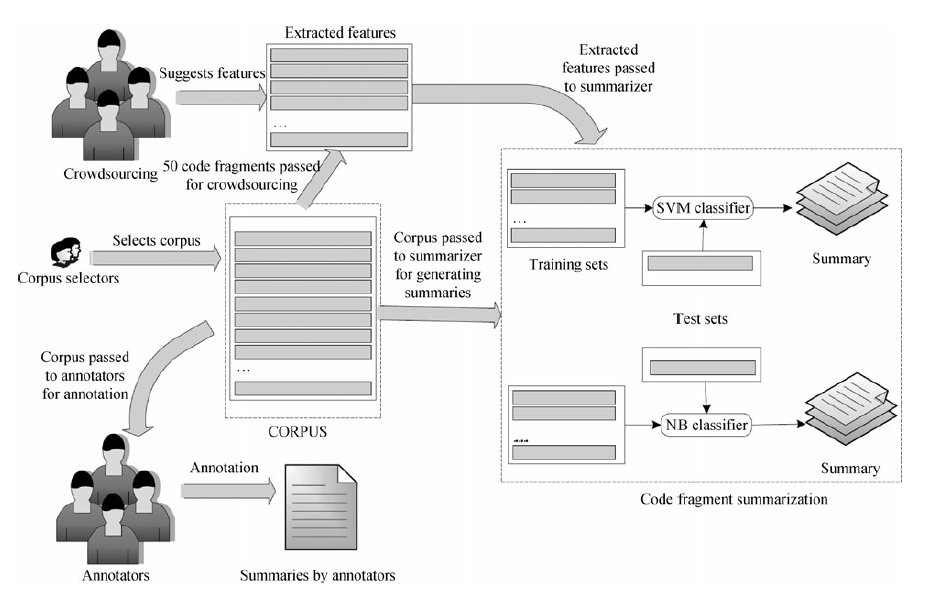 Extracted features
Suggests features
Extracted
features passed
to summarizer
Crowdsourcing
50 code fragments passed
for crowdsourcing
...
Selects corpus
Corpus selectors
Corpus passed
to summarizer
for generating
summaries
...
SVM classifier
Training sets
Summary
Test sets
Corpus passed
to annotators
for annotation
...
CORPUS
....
NB classifier
Summary
Code fragment summarization
Annotation
Annotators
Summaries by annotators